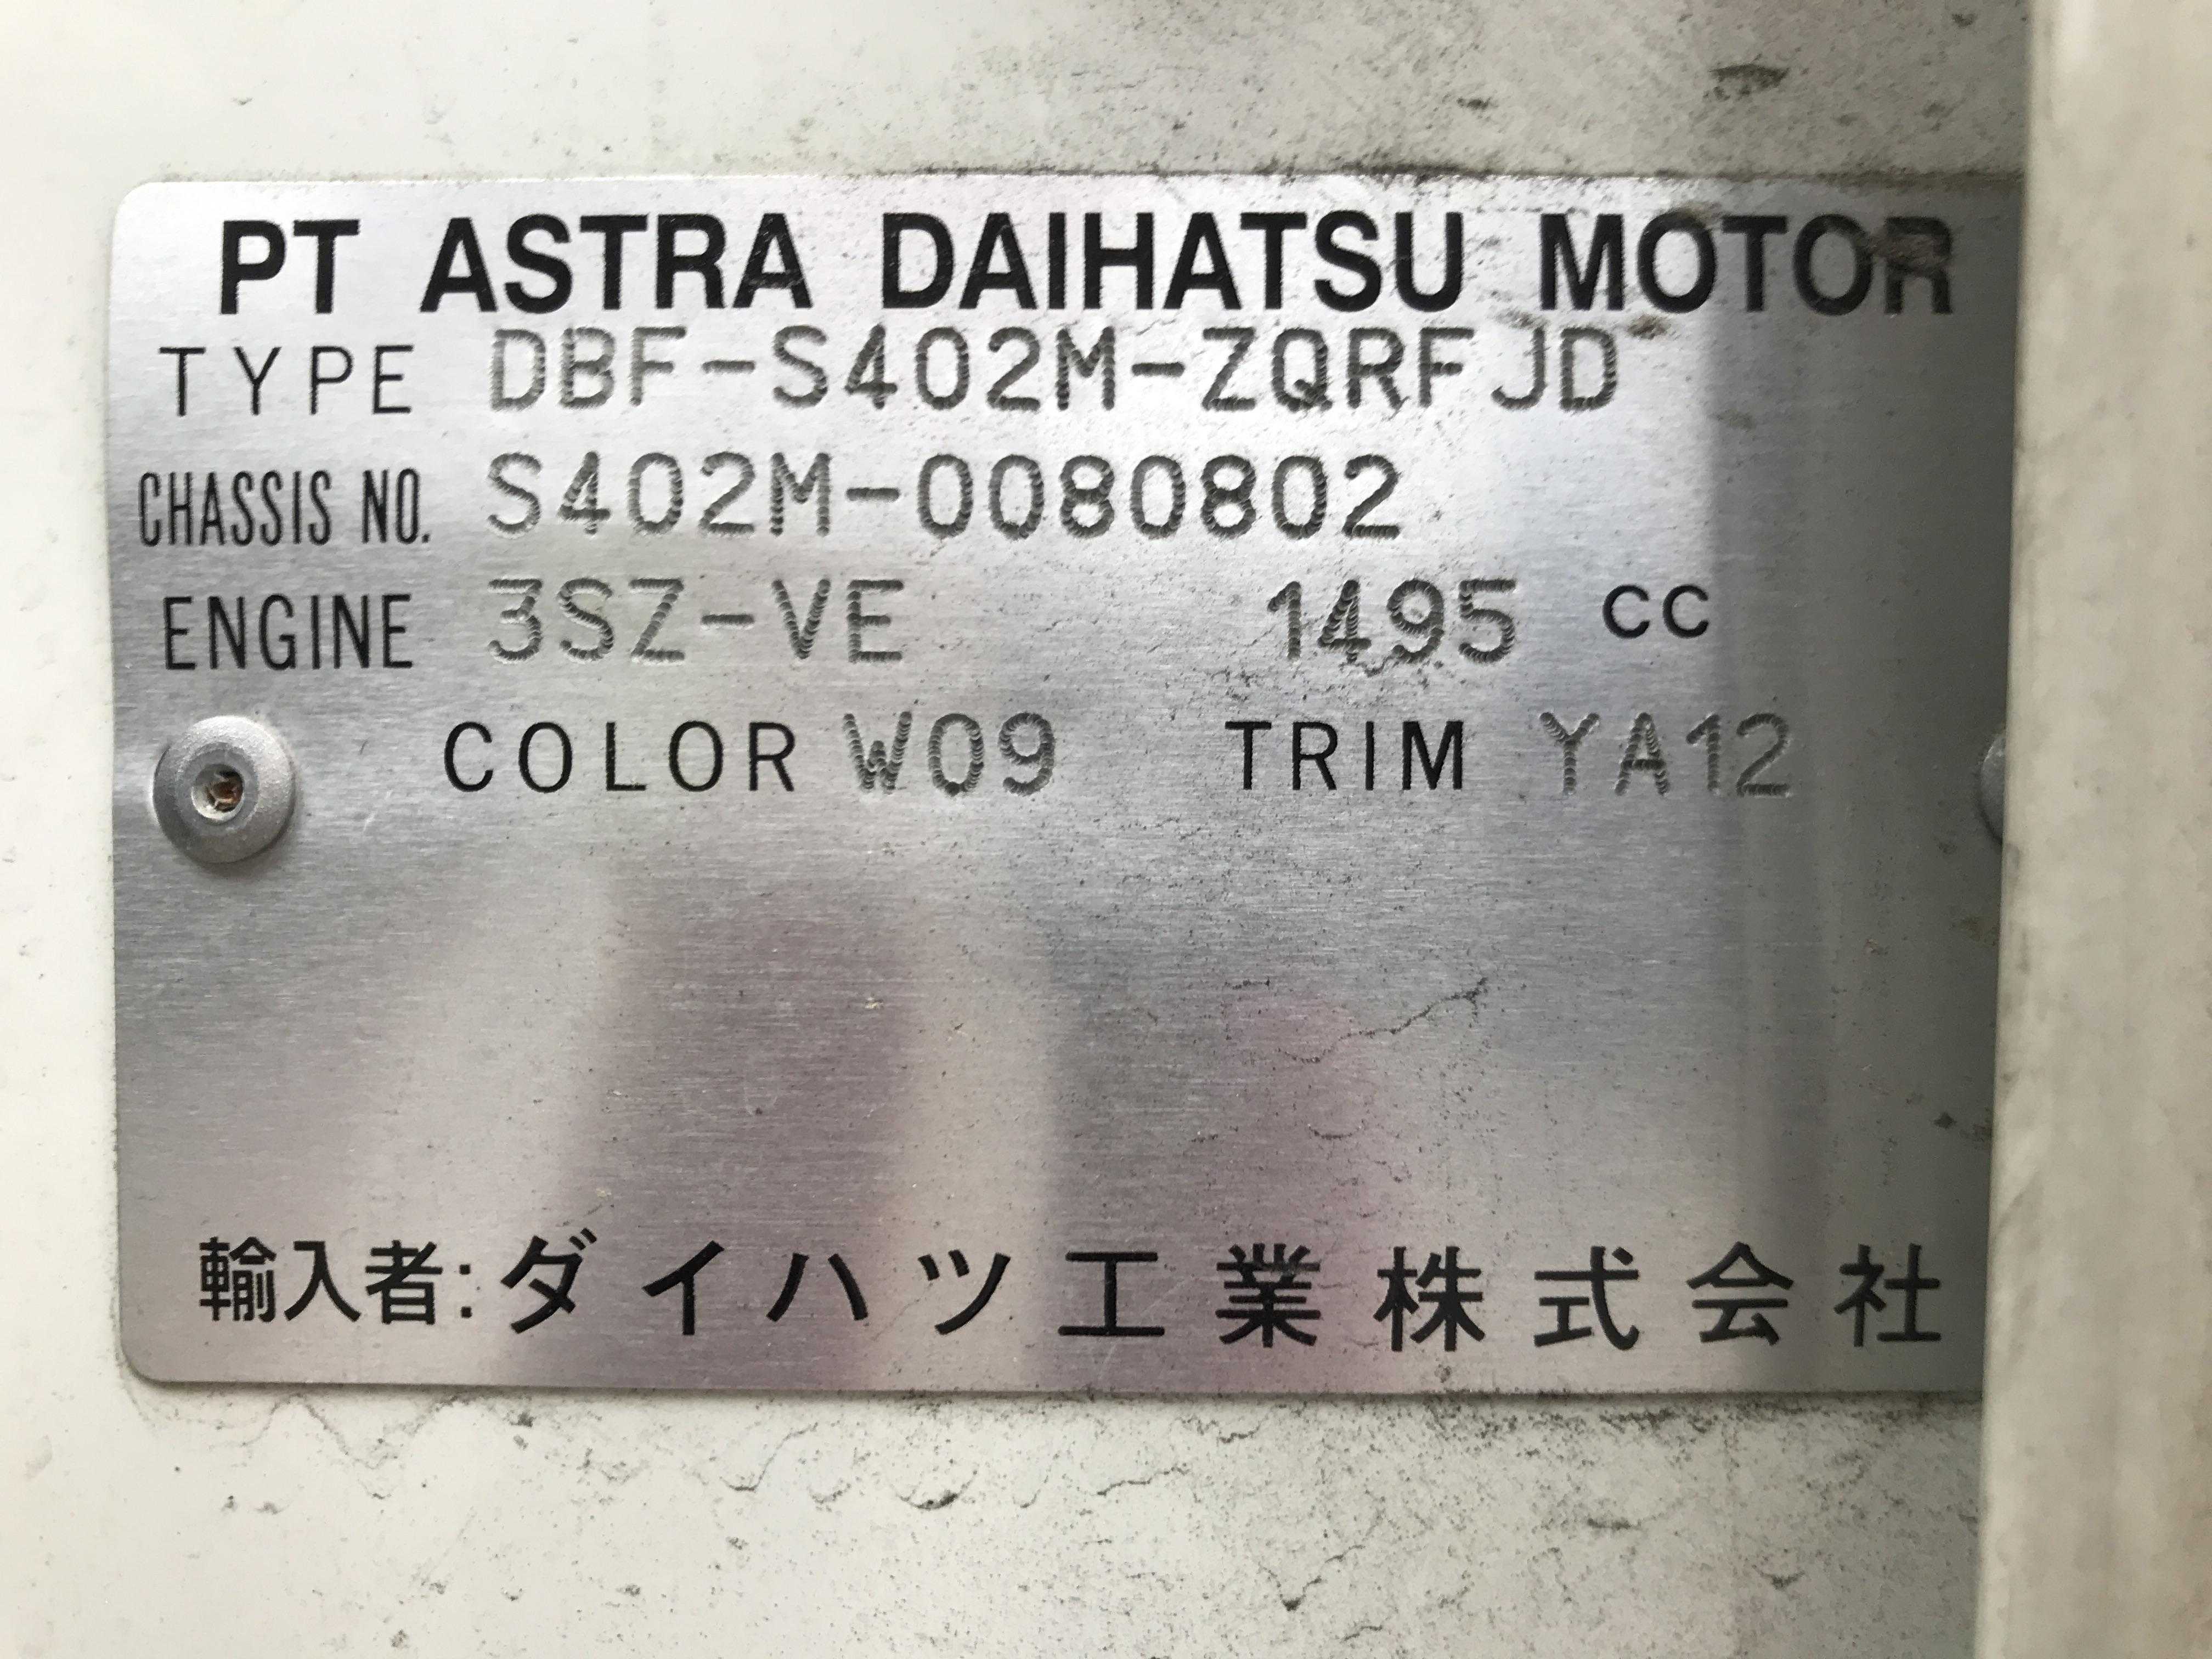 PT ASTRA DAIHATSU MOTOR
TYPE DBF-S402M-ZQRFJD
CHASSIS NO. S402M-0080802
ENGINE 3SZ-VE 1495 CC
COLOR W09 TRIM YA12
輸入者:ダイハツ工業株式会社